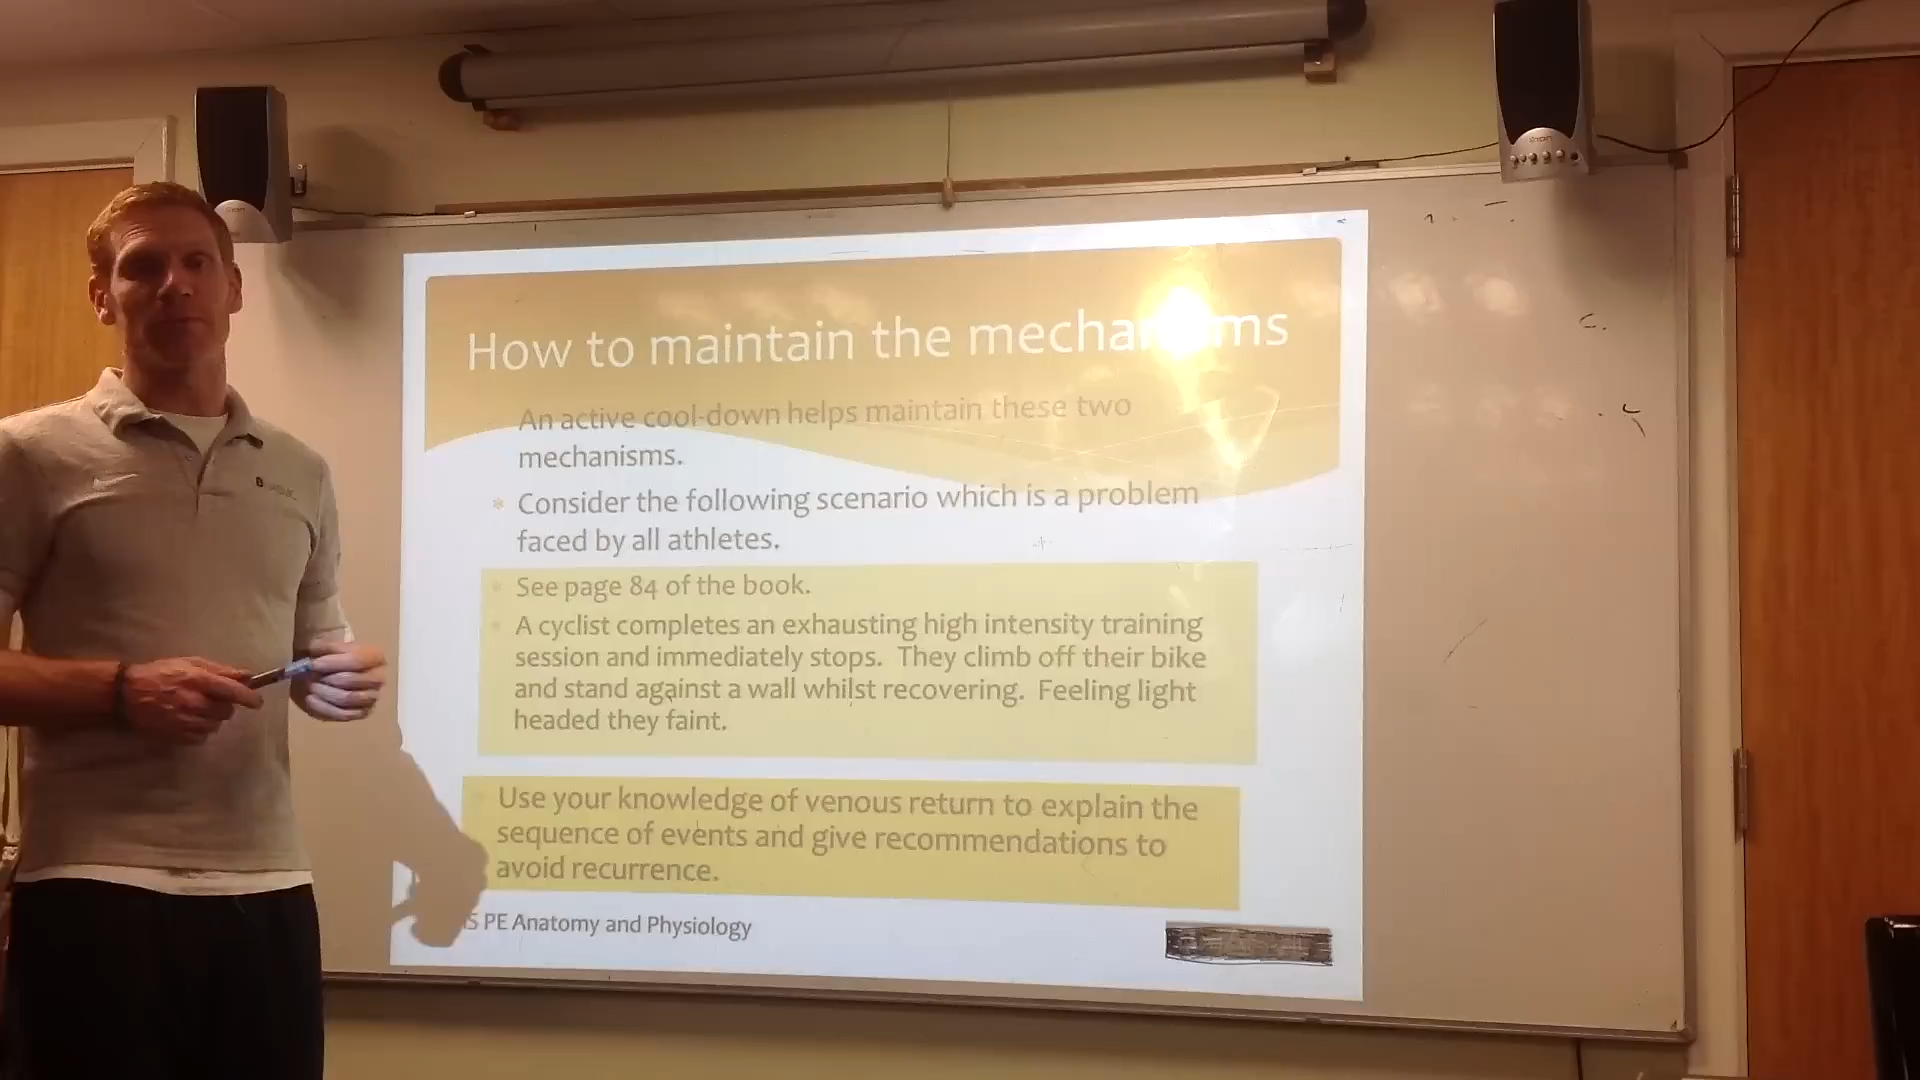 How to maintain the mechanisms
An active cool-down helps maintain these two
mechanisms.
Consider the following scenario which is a problem
faced by all athletes.
See page 84 of the book.
A cyclist completes an exhausting high intensity training
session and immediately stops. They climb off their bike
and stand against a wall whilst recovering. Feeling light
headed they faint.
Use your knowledge of venous return to explain the
sequence of events and give recommendations to
avoid recurrence.
PE Anatomy and Physiology